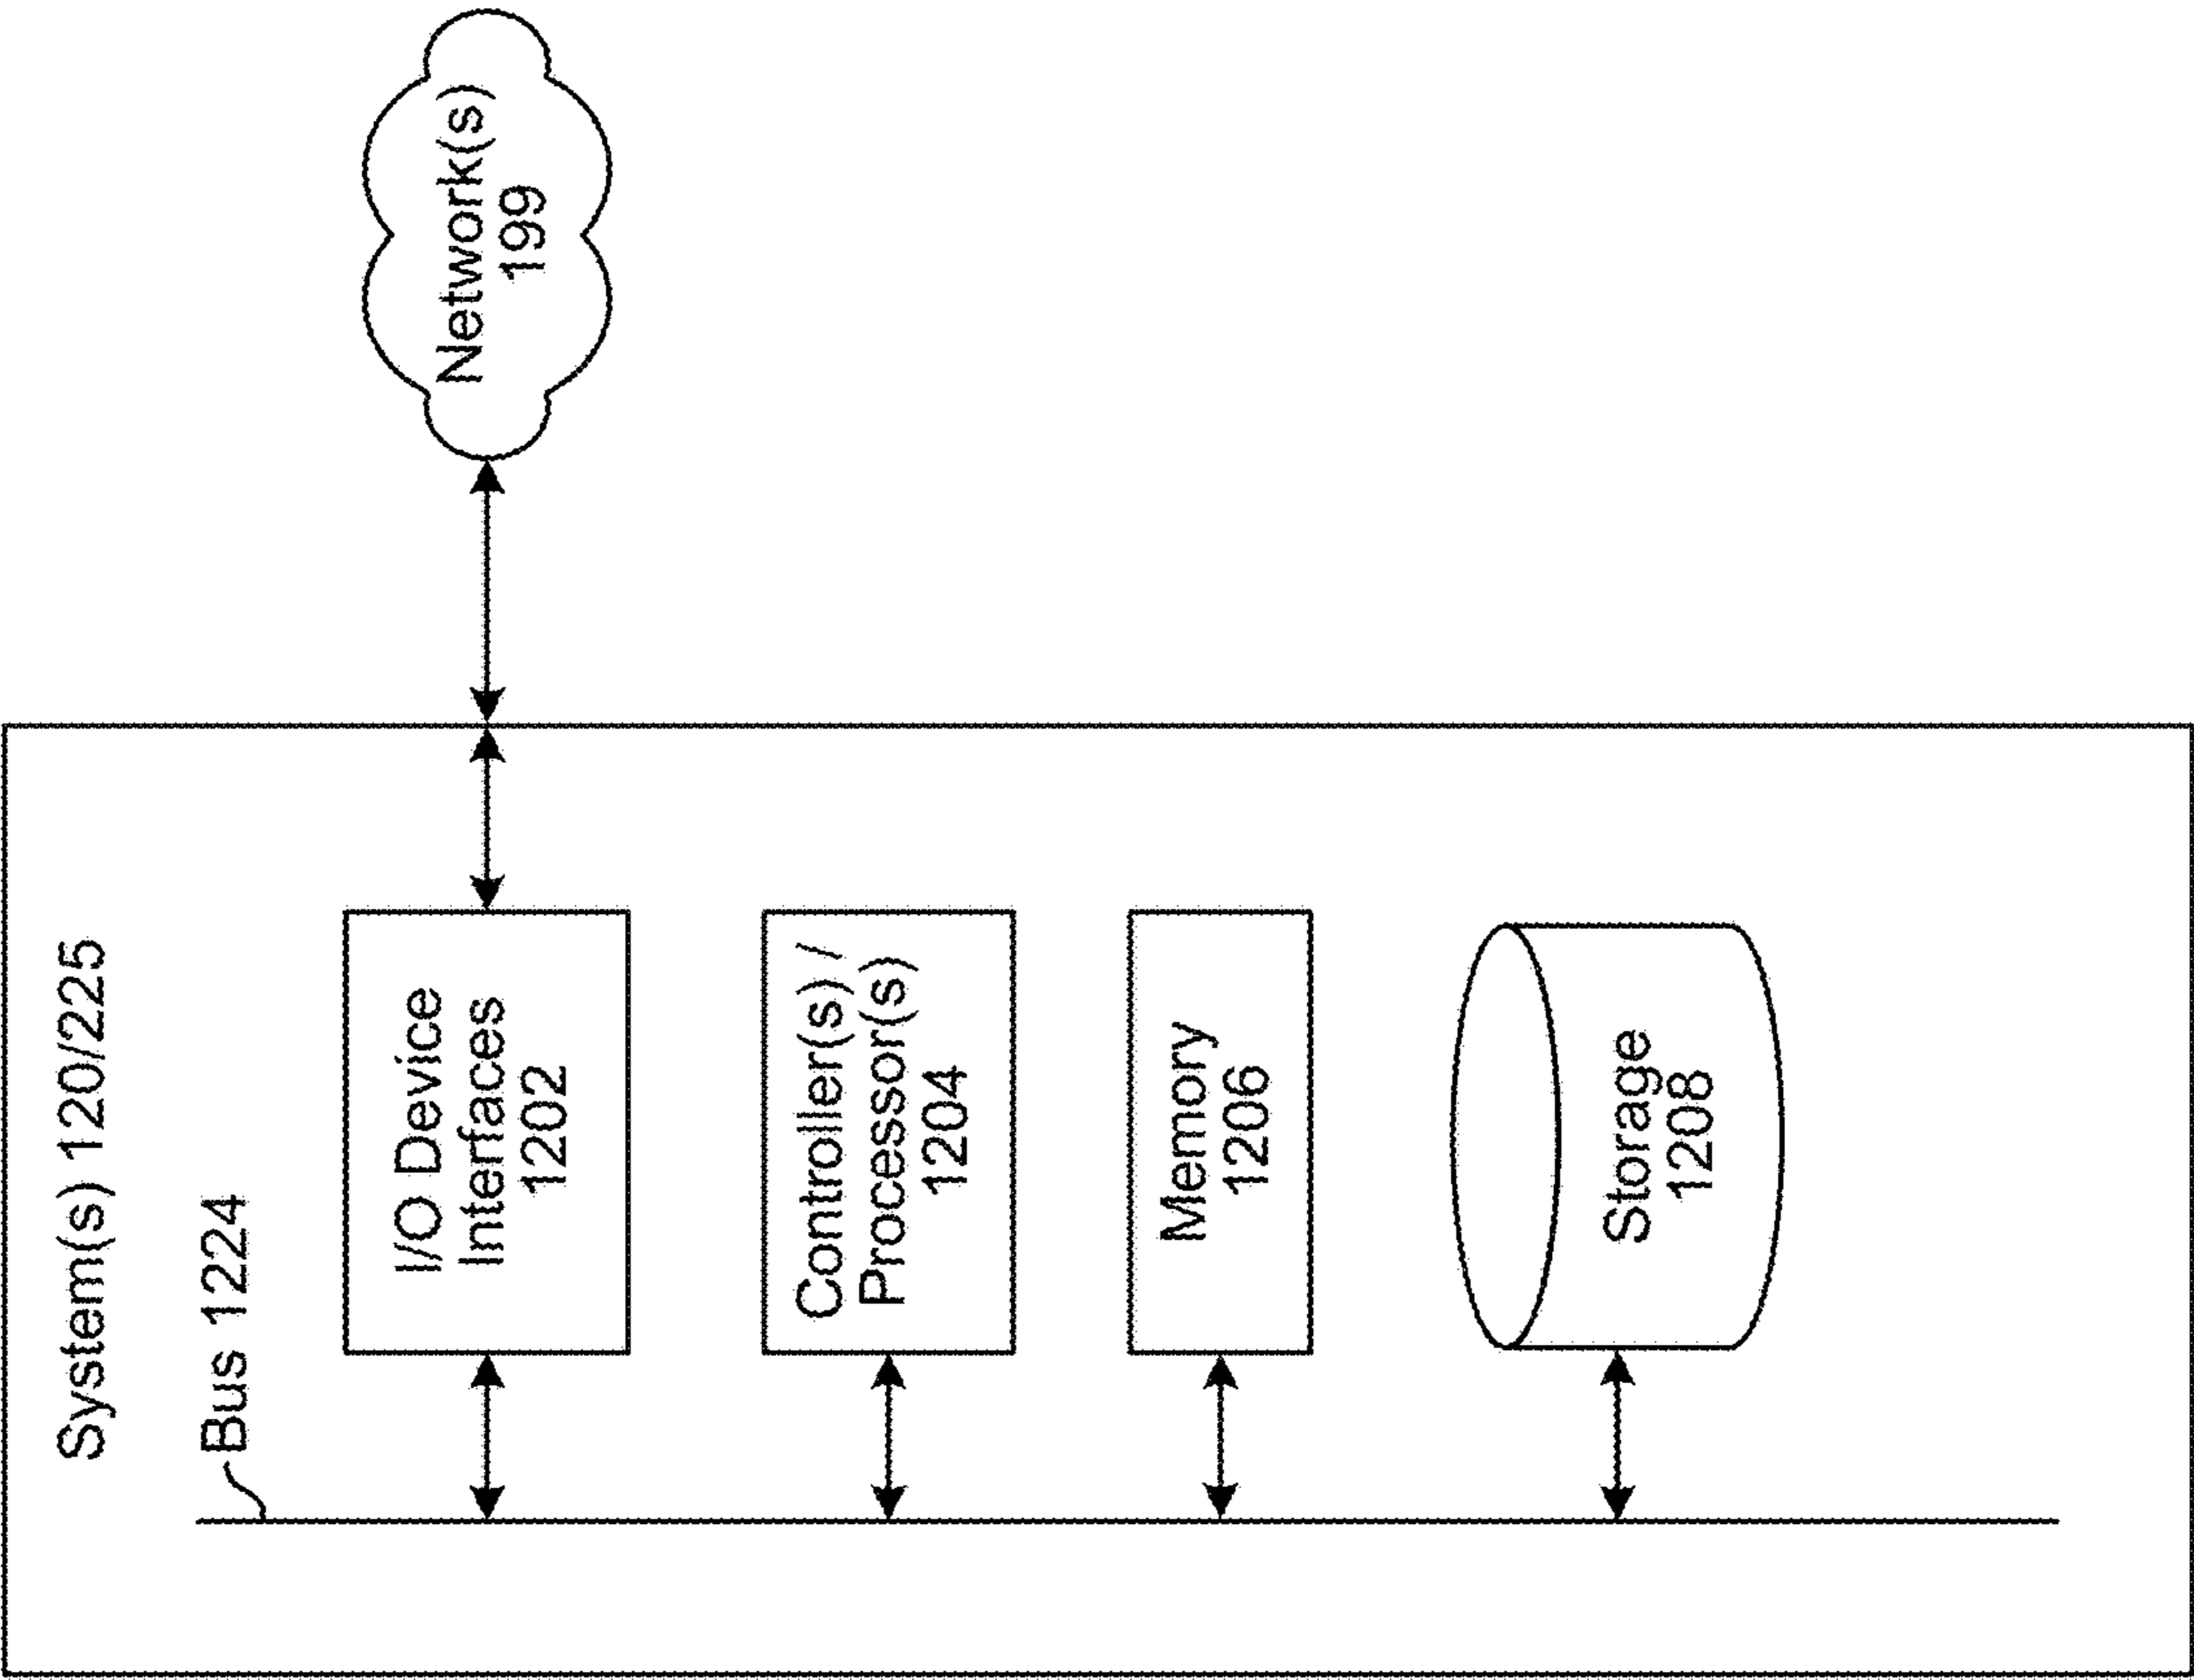 System(s) 120/225
Bus 1224
I/O Device
Interfaces
1202
Network(s)
199
Controller(s) /
Processor(s)
1204
Memory
1206
Storage
1208